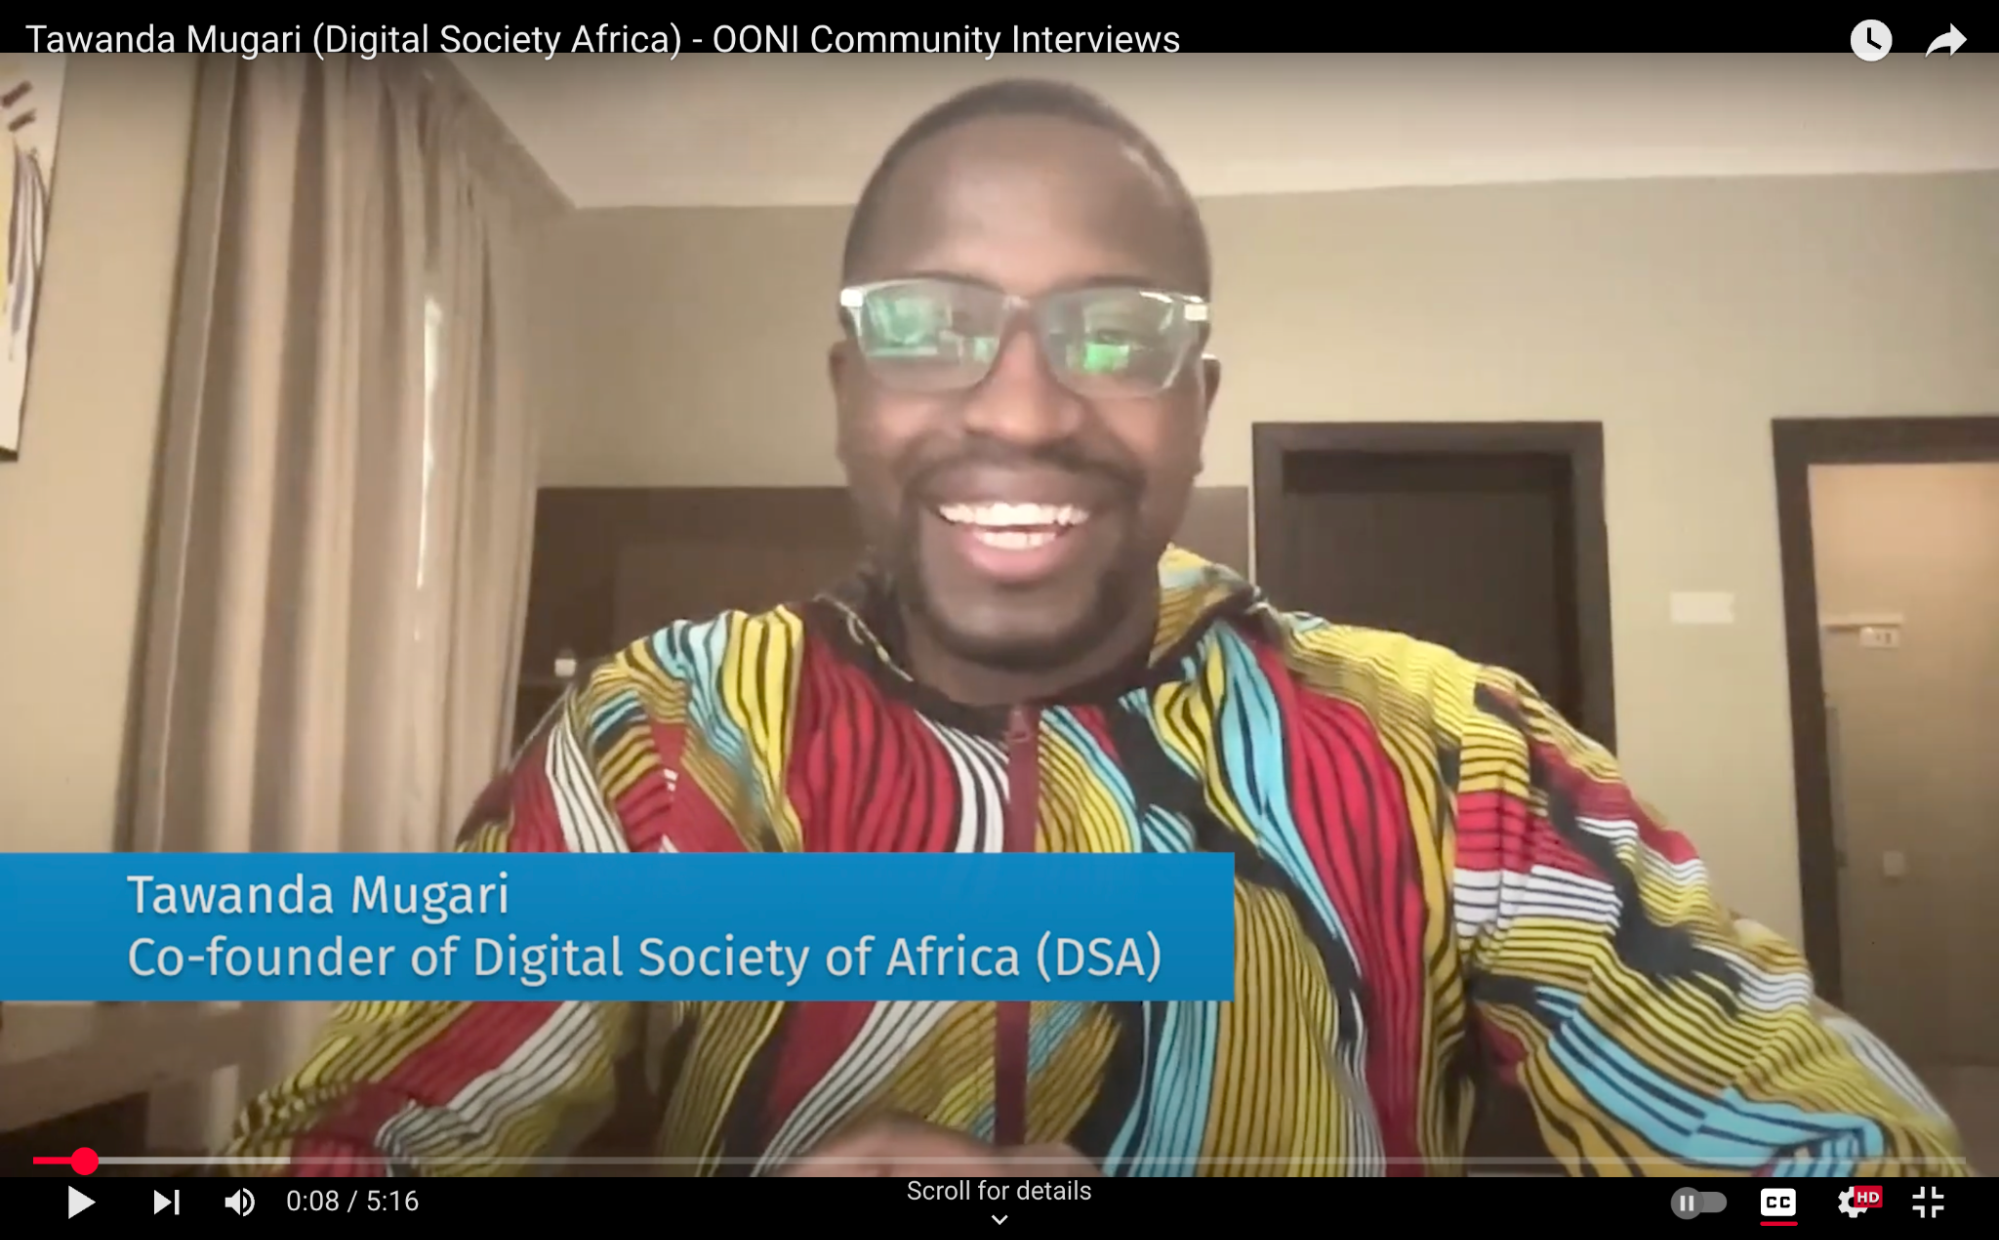 Tawanda Mugari (Digital Society Africa) - OONI Community Interviews
Tawanda Mugari
Co-founder of Digital Society of Africa (DSA)
0:08 / 5:16
Scroll for details
CC
HD